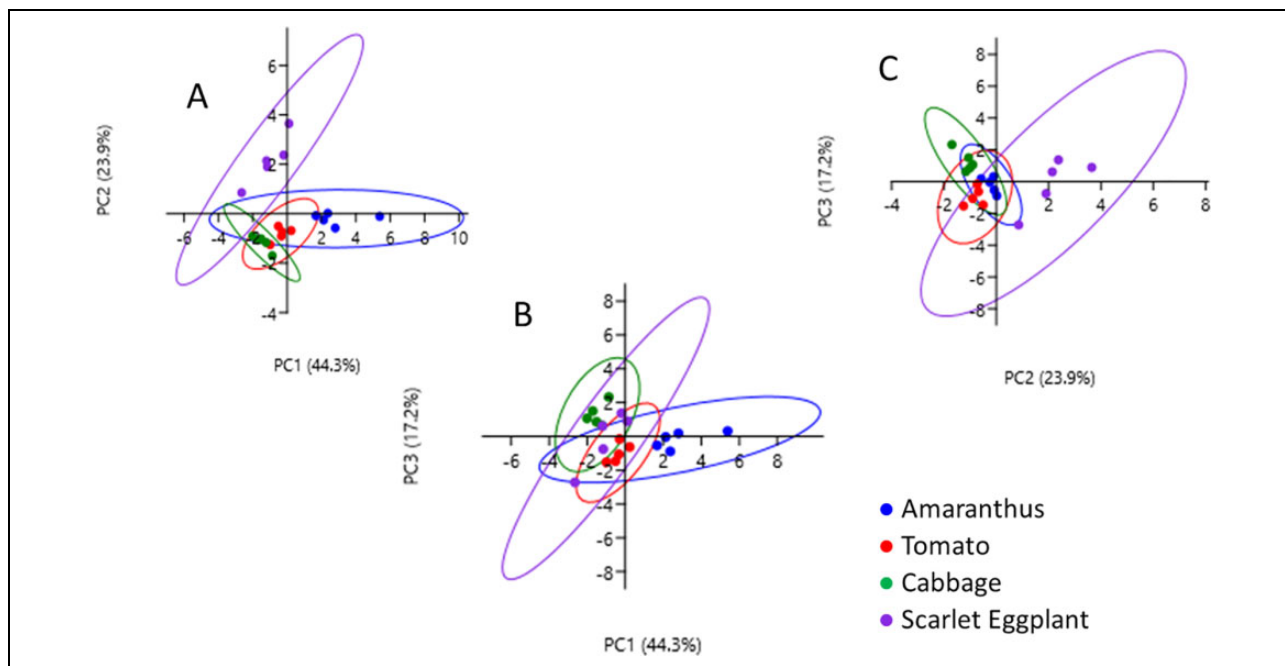 A
PC2 (23.9%)
6
4
2
-6 -4 -2 2 4 6 8 10
-2
-4
PC1 (44.3%)
C
PC3 (17.2%)
8
6
4
2
-4 -2 2 4 6 8
-2
-4
-6
-8
PC2 (23.9%)
B
PC3 (17.2%)
8
6
4
2
-6 -4 -2 2 4 6 8
-2
-4
-6
-8
PC1 (44.3%)
Amaranthus
Tomato
Cabbage
Scarlet Eggplant